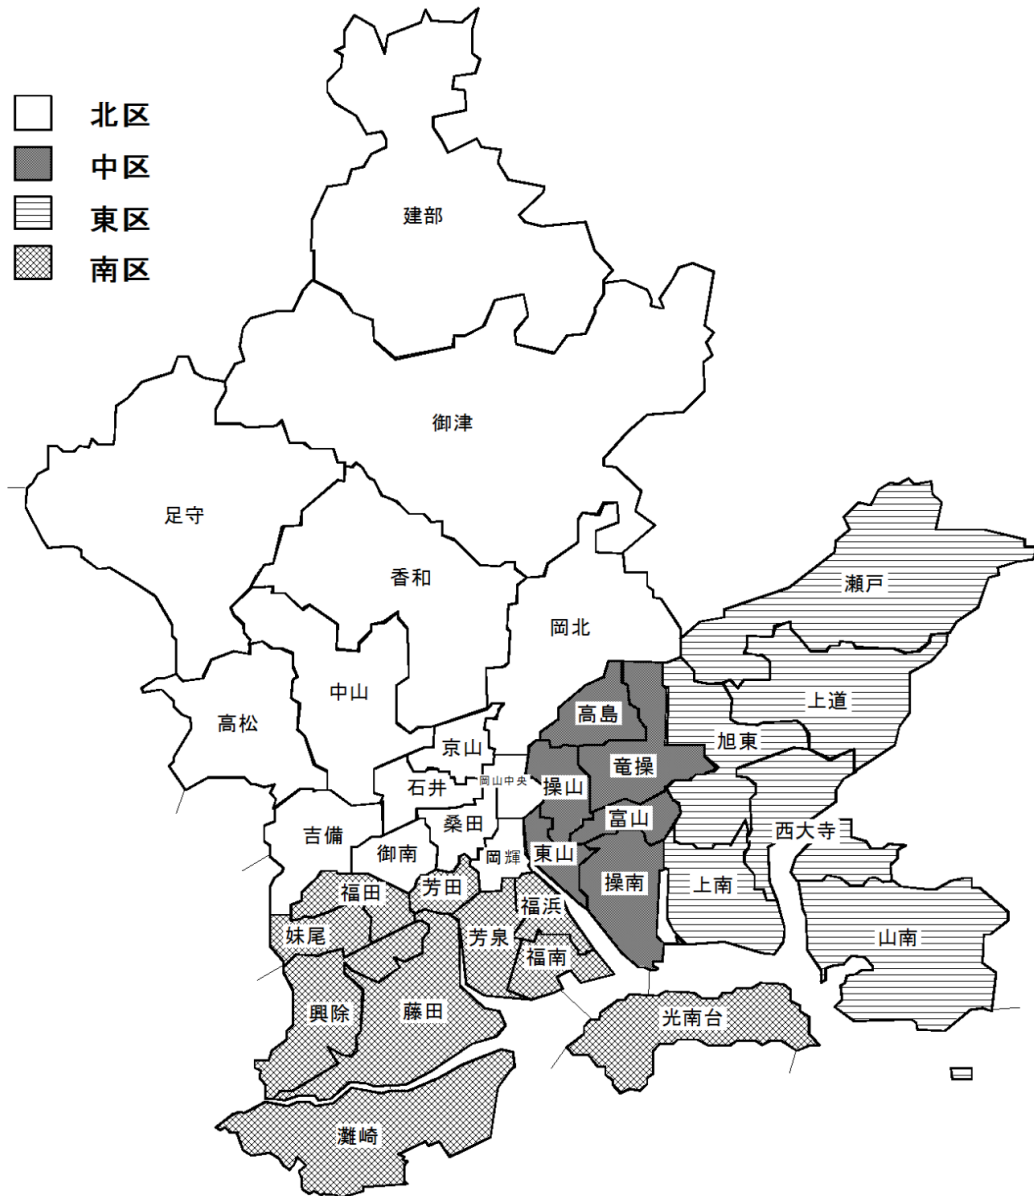 北区
中区
東区
南区
建部
御津
足守
香和
瀬戸
岡北
中山
上道
高松
高島
旭東
京山
竜操
石井
岡山中央
操山
桑田
富山
吉備
西大寺
御南
岡輝
東山
福田
芳田
操南
上南
福浜
妹尾
芳泉
山南
福南
興除
藤田
光南台
灘崎